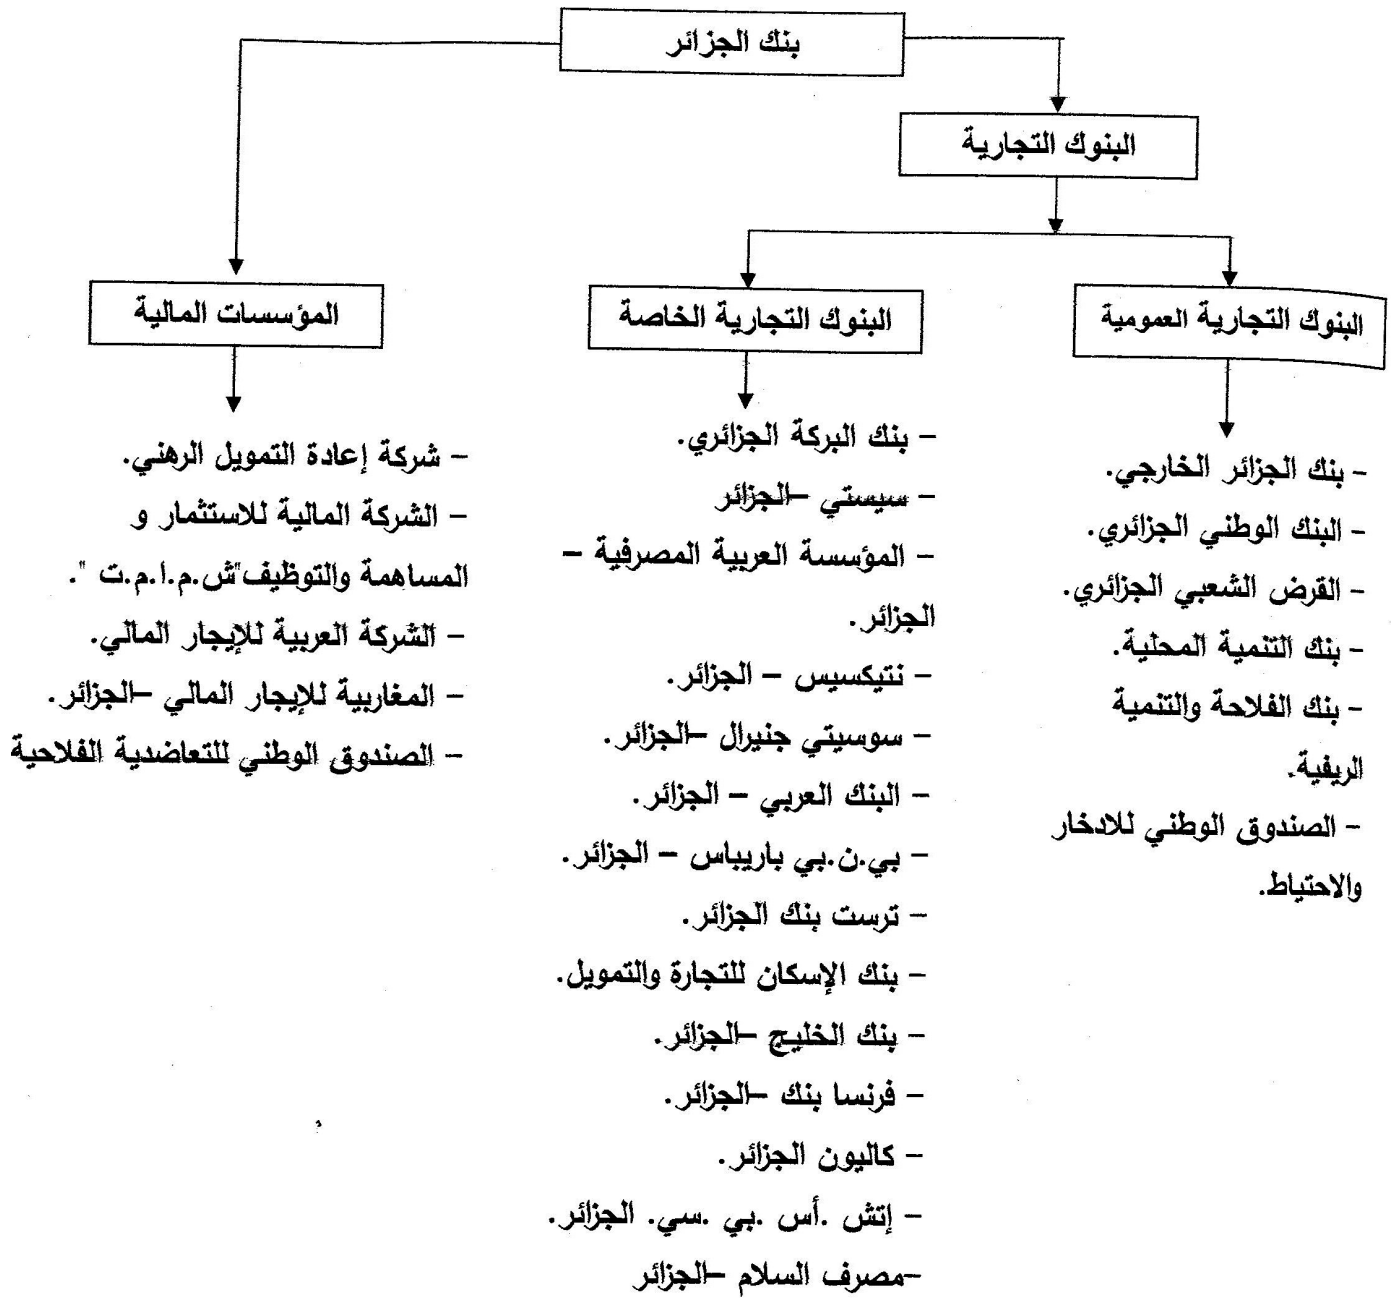 بنك الجزائر
البنوك التجارية
البنوك التجارية العمومية
– بنك الجزائر الخارجي.
– البنك الوطني الجزائري.
– القرض الشعبي الجزائري.
– بنك التنمية المحلية.
– بنك الفلاحة والتنمية
الريفية.
– الصندوق الوطني للادخار
والاحتياط.
البنوك التجارية الخاصة
– بنك البركة الجزائري.
– سيستي –الجزائر
– المؤسسة العربية المصرفية –
الجزائر.
– نتيكسيس – الجزائر.
– سوسيتي جنيرال –الجزائر.
– البنك العربي – الجزائر.
– بي.ن.بي باريباس – الجزائر.
– ترست بنك الجزائر.
– بنك الإسكان للتجارة والتمويل.
– بنك الخليج –الجزائر.
– فرنسا بنك –الجزائر.
– كاليون الجزائر.
– إتش .أس .بي .سي. الجزائر.
–مصرف السلام –الجزائر
المؤسسات المالية
– شركة إعادة التمويل الرهني.
– الشركة المالية للاستثمار و
المساهمة والتوظيف"ش.م.ا.م.ت ".
– الشركة العربية للإيجار المالي.
– المغاربية للإيجار المالي –الجزائر.
– الصندوق الوطني للتعاضدية الفلاحية